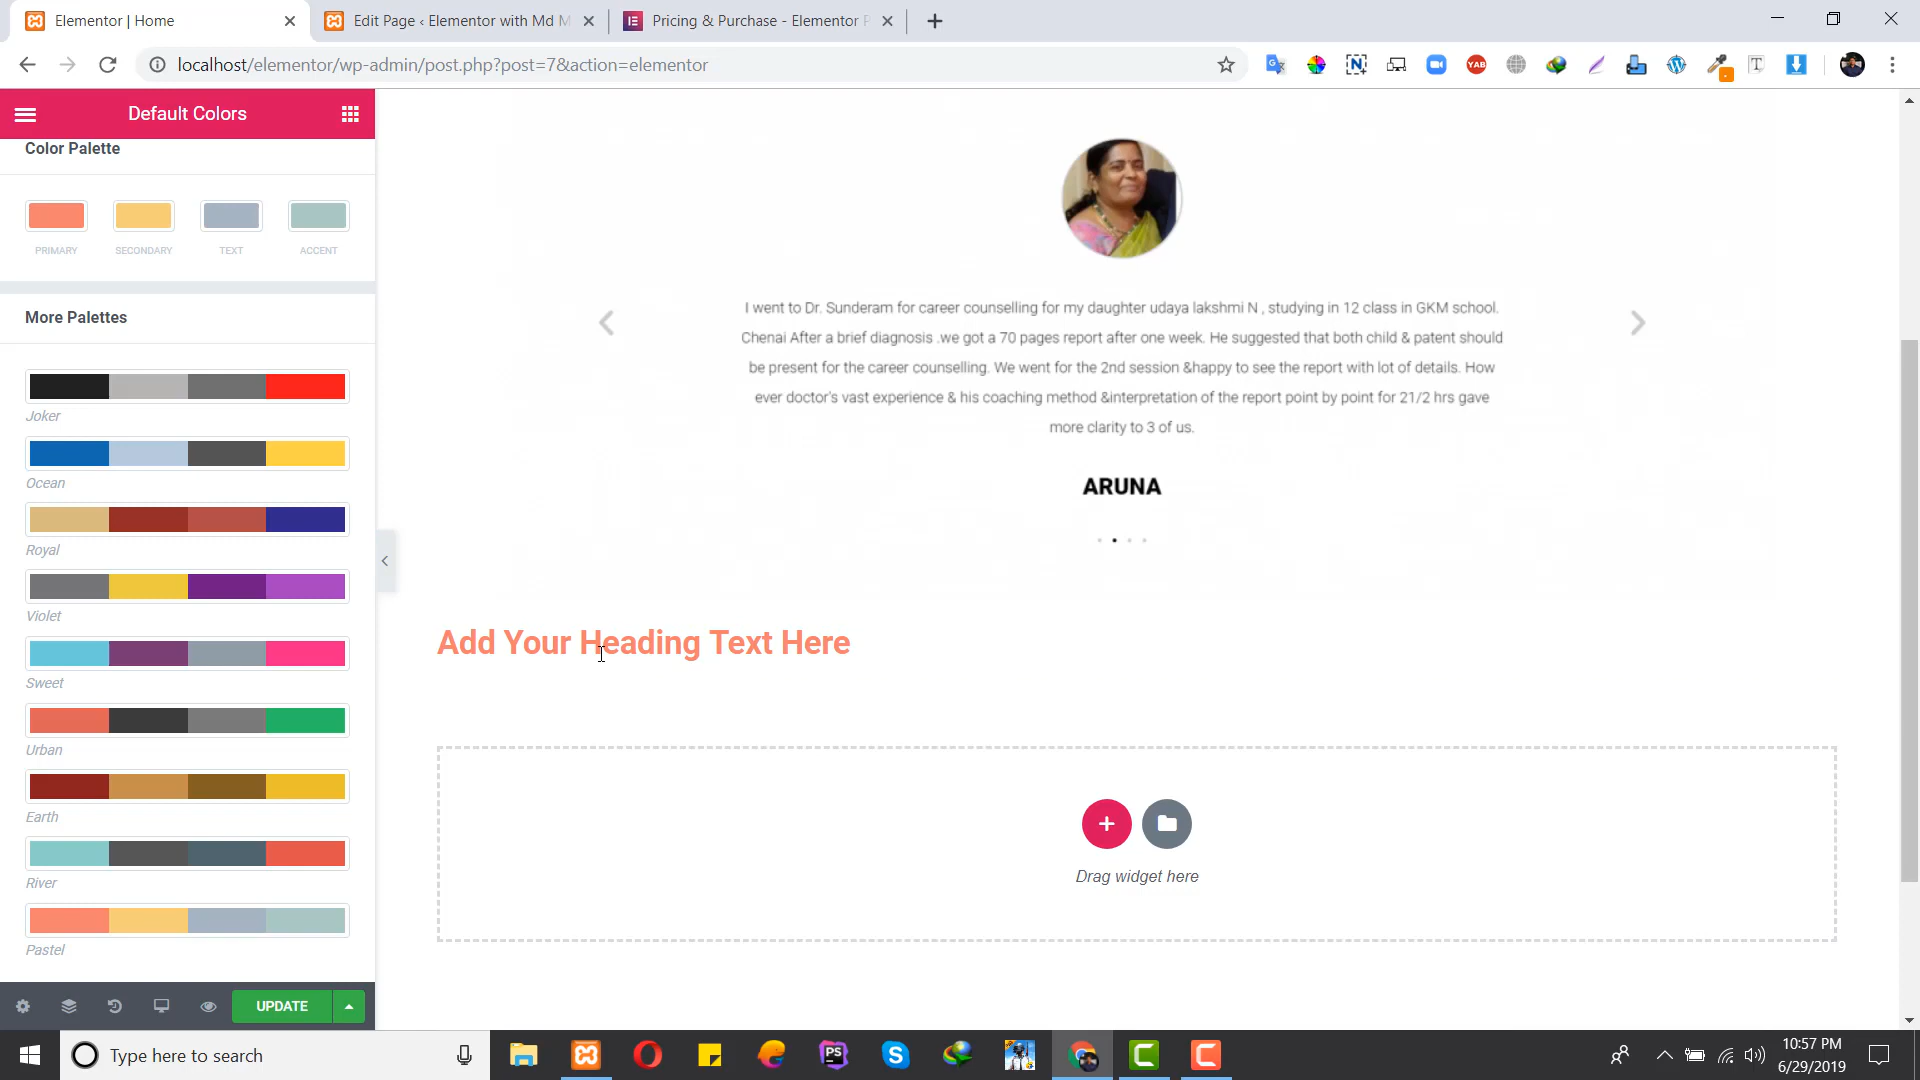 Elementor | Home
Edit Page ‹ Elementor with Md M
Pricing & Purchase - Elementor P
localhost/elementor/wp-admin/post.php?post=7&action=elementor
YAB
Default Colors
Color Palette
PRIMARY
SECONDARY
TEXT
ACCENT
More Palettes
Joker
Ocean
Royal
Violet
Sweet
Urban
Earth
River
Pastel
UPDATE
I went to Dr. Sunderam for career counselling for my daughter udaya lakshmi N , studying in 12 class in GKM school.
Chenai After a brief diagnosis .we got a 70 pages report after one week. He suggested that both child & patent should
be present for the career counselling. We went for the 2nd session &happy to see the report with lot of details. How
ever doctor's vast experience & his coaching method &interpretation of the report point by point for 21/2 hrs gave
more clarity to 3 of us.
ARUNA
Add Your Heading Text Here
Drag widget here
Type here to search
PS
10:57 PM
6/29/2019